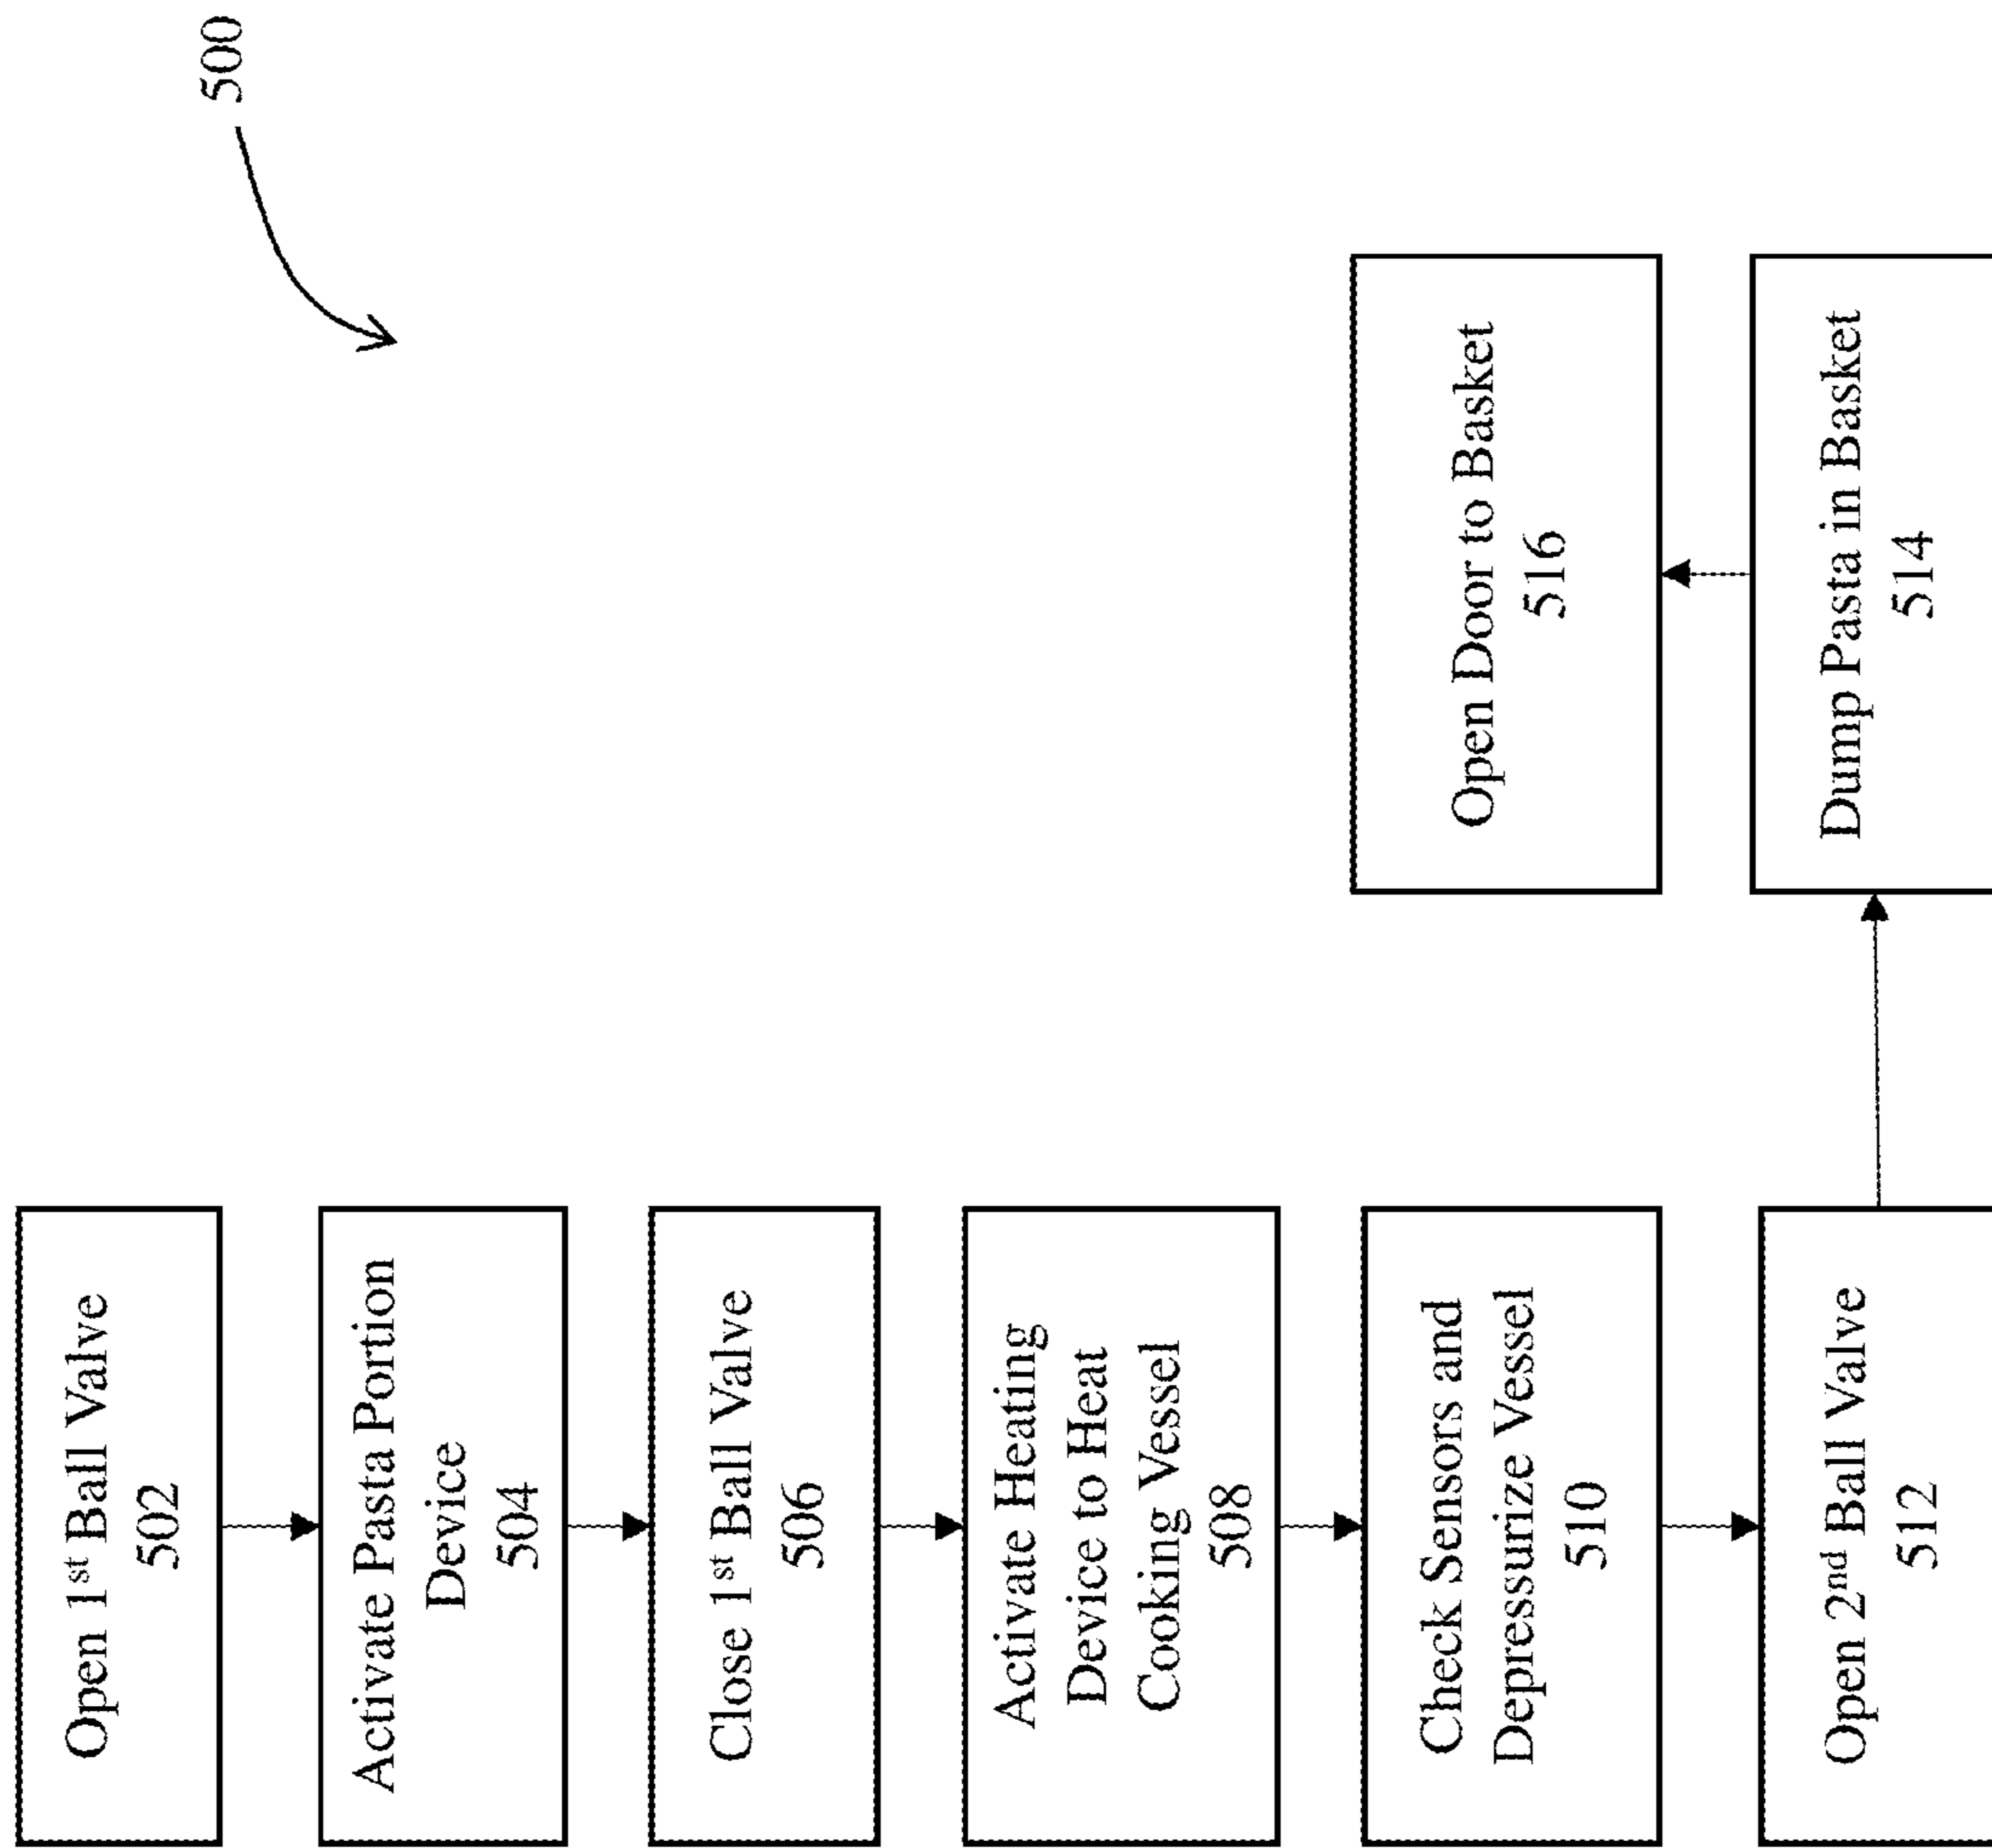 500
Open 1st Ball Valve
502
Activate Pasta Portion
Device
504
Close 1st Ball Valve
506
Activate Heating
Device to Heat
Cooking Vessel
508
Check Sensors and
Depressurize Vessel
510
Open 2nd Ball Valve
512
Dump Pasta in Basket
514
Open Door to Basket
516